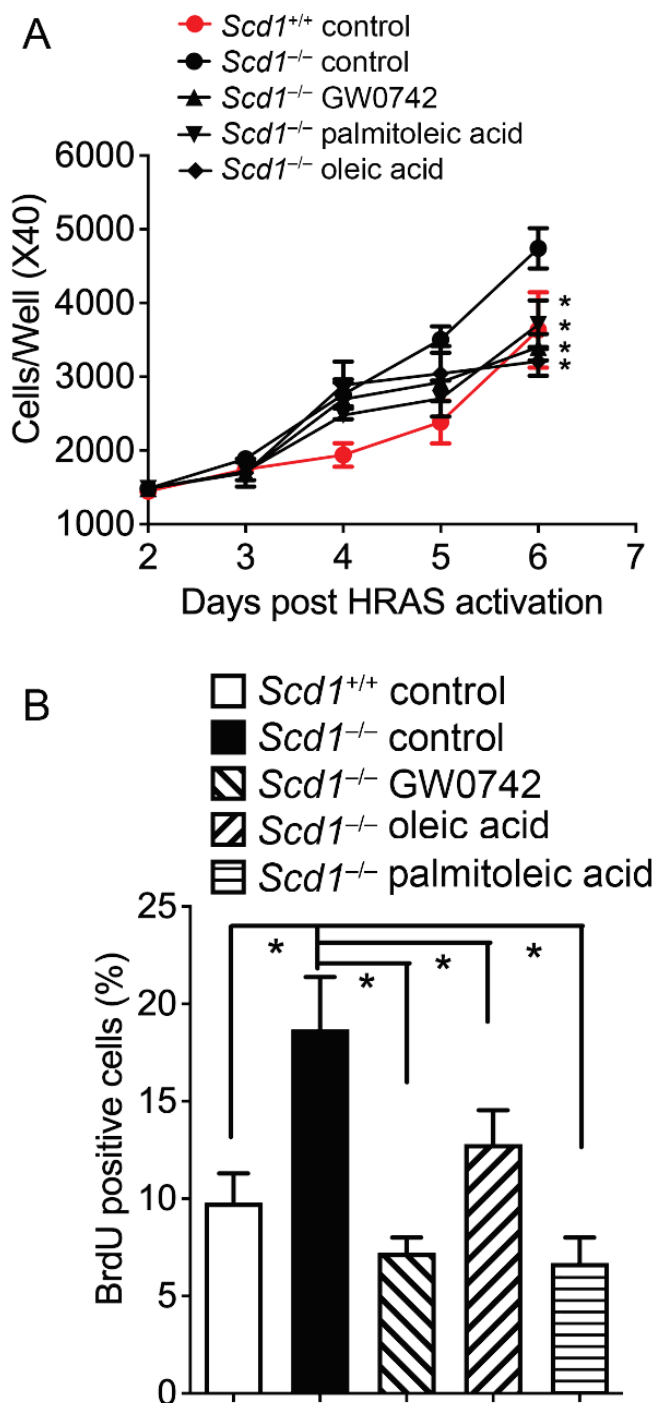 A
Scd1+/+ control
Scd1−/− control
Scd1−/− GW0742
Scd1−/− palmitoleic acid
Scd1−/− oleic acid
6000
5000
4000
3000
2000
1000
Cells/Well (X40)
*
*
*
*
2 3 4 5 6 7
Days post HRAS activation
B
Scd1+/+ control
Scd1−/− control
Scd1−/− GW0742
Scd1−/− oleic acid
Scd1−/− palmitoleic acid
25
20
15
10
5
0
BrdU positive cells (%)
* * * *